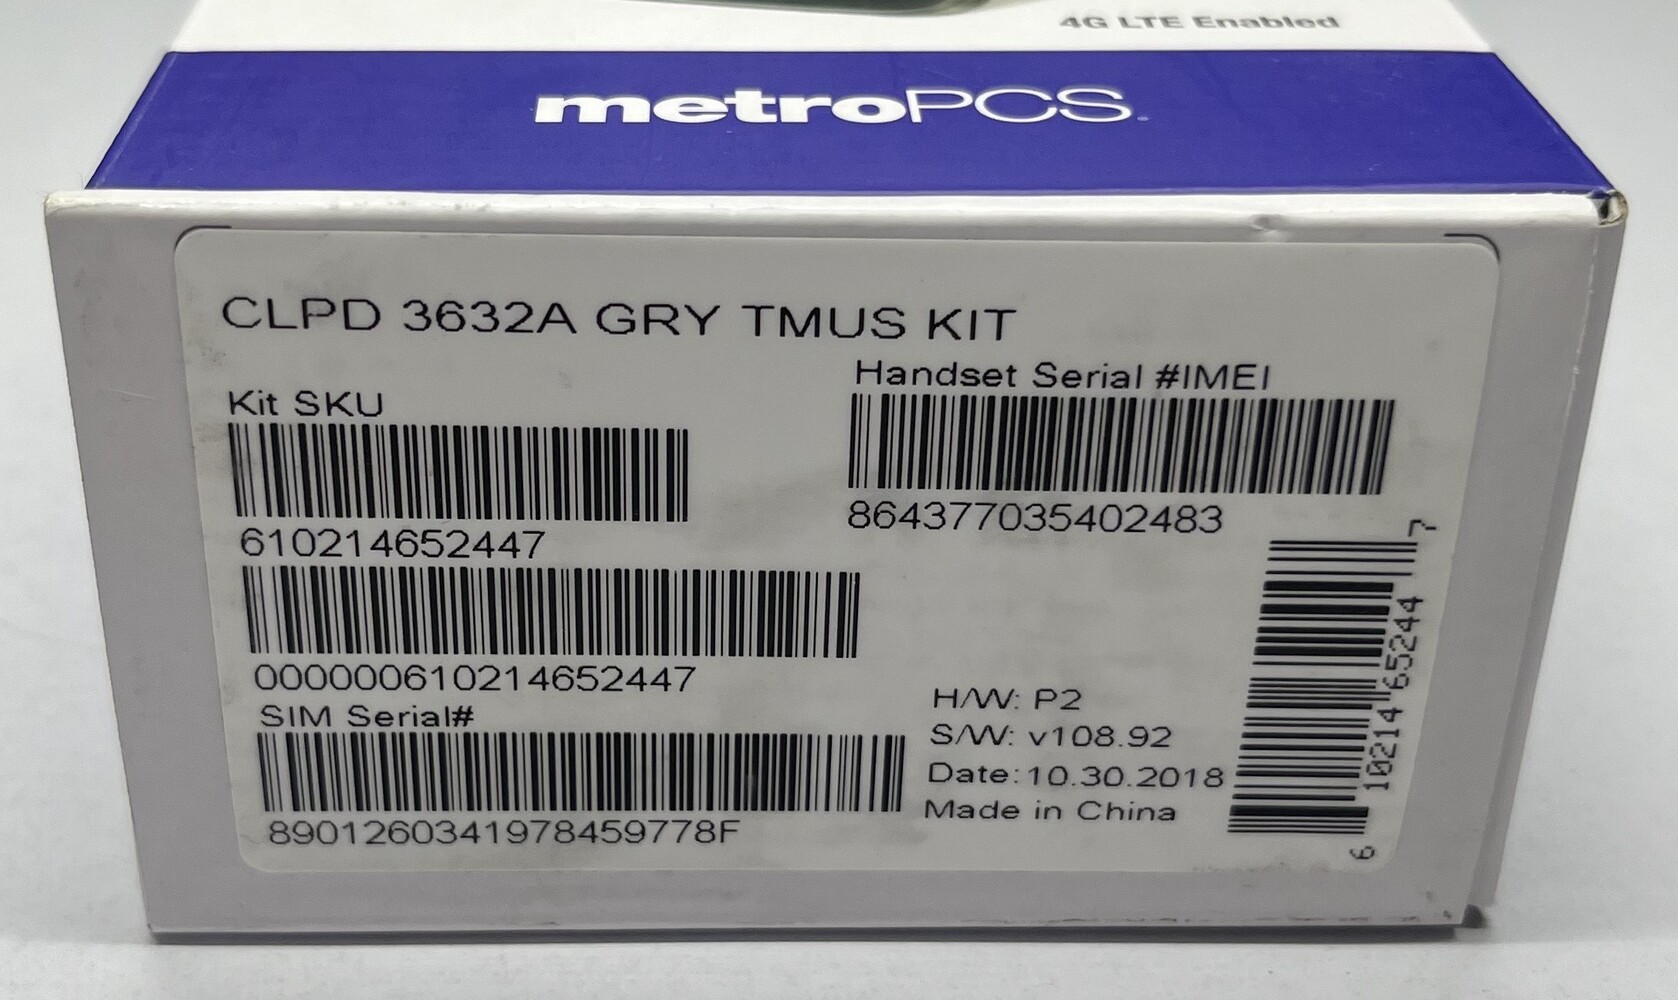 4G LTE Enabled
metroPCS.
CLPD 3632A GRY TMUS KIT
Handset Serial #IMEI
864377035402483
Kit SKU
610214652447
000000610214652447
SIM Serial#
8901260341978459778F
H/W: P2
S/W: v108.92
Date:10.30.2018
Made in China
6 10214 65244 7